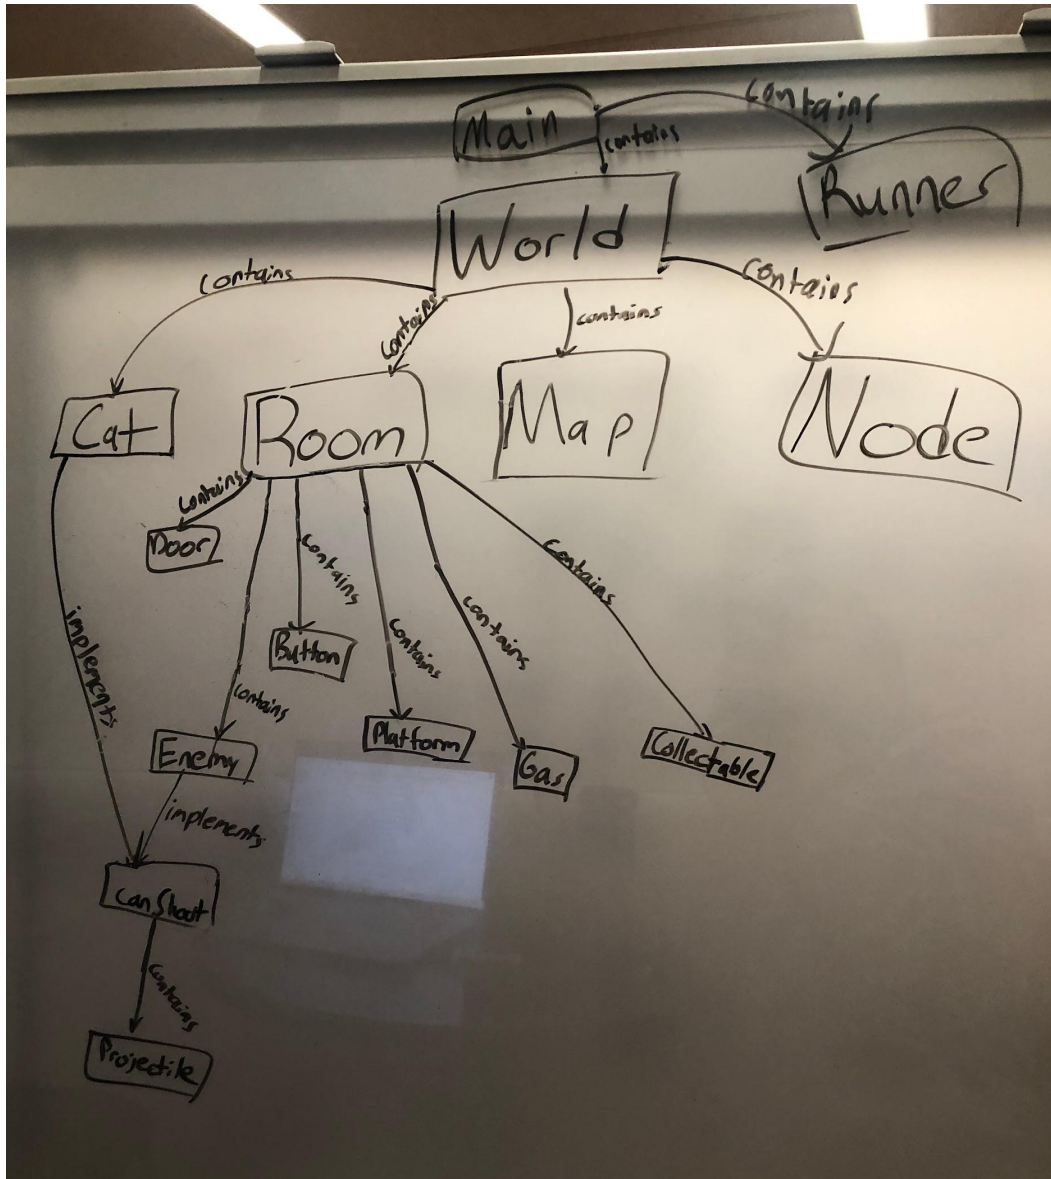 Main
contains
contains
Runner
World
contains
contains
contains
contains
Cat
Room
Map
Node
contains
Door
contains
contains
contains
contains
contains
Button
implements
Enemy
Platform
Gas
Collectable
implements
canShoot
contains
Projectile